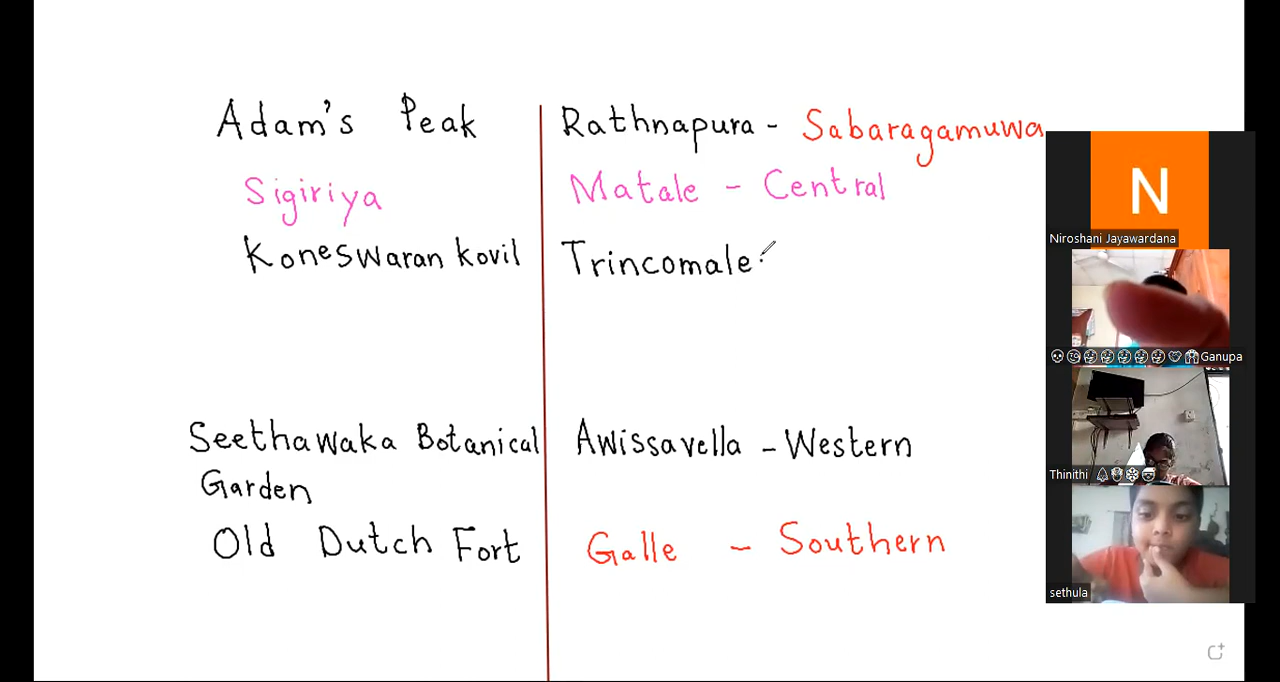 Adam's Peak Rathnapura - Sabaragamuwa
Sigiriya Matale - Central
Koneswaran kovil Trincomale
Seethawaka Botanical Awissavella - Western
Garden
Old Dutch Fort Galle - Southern
N
Niroshani Jayawardana
Ganupa
Thinithi
sethula